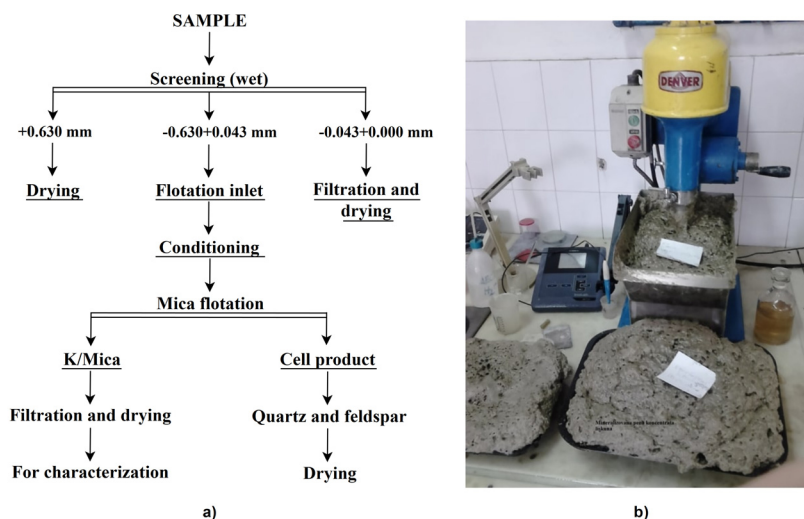 SAMPLE
Screening (wet)
+0.630 mm
-0.630+0.043 mm
-0.043+0.000 mm
Drying
Flotation inlet
Filtration and
drying
Conditioning
Mica flotation
K/Mica
Cell product
Filtration and drying
Quartz and feldspar
For characterization
Drying
a)
DENVER
b)